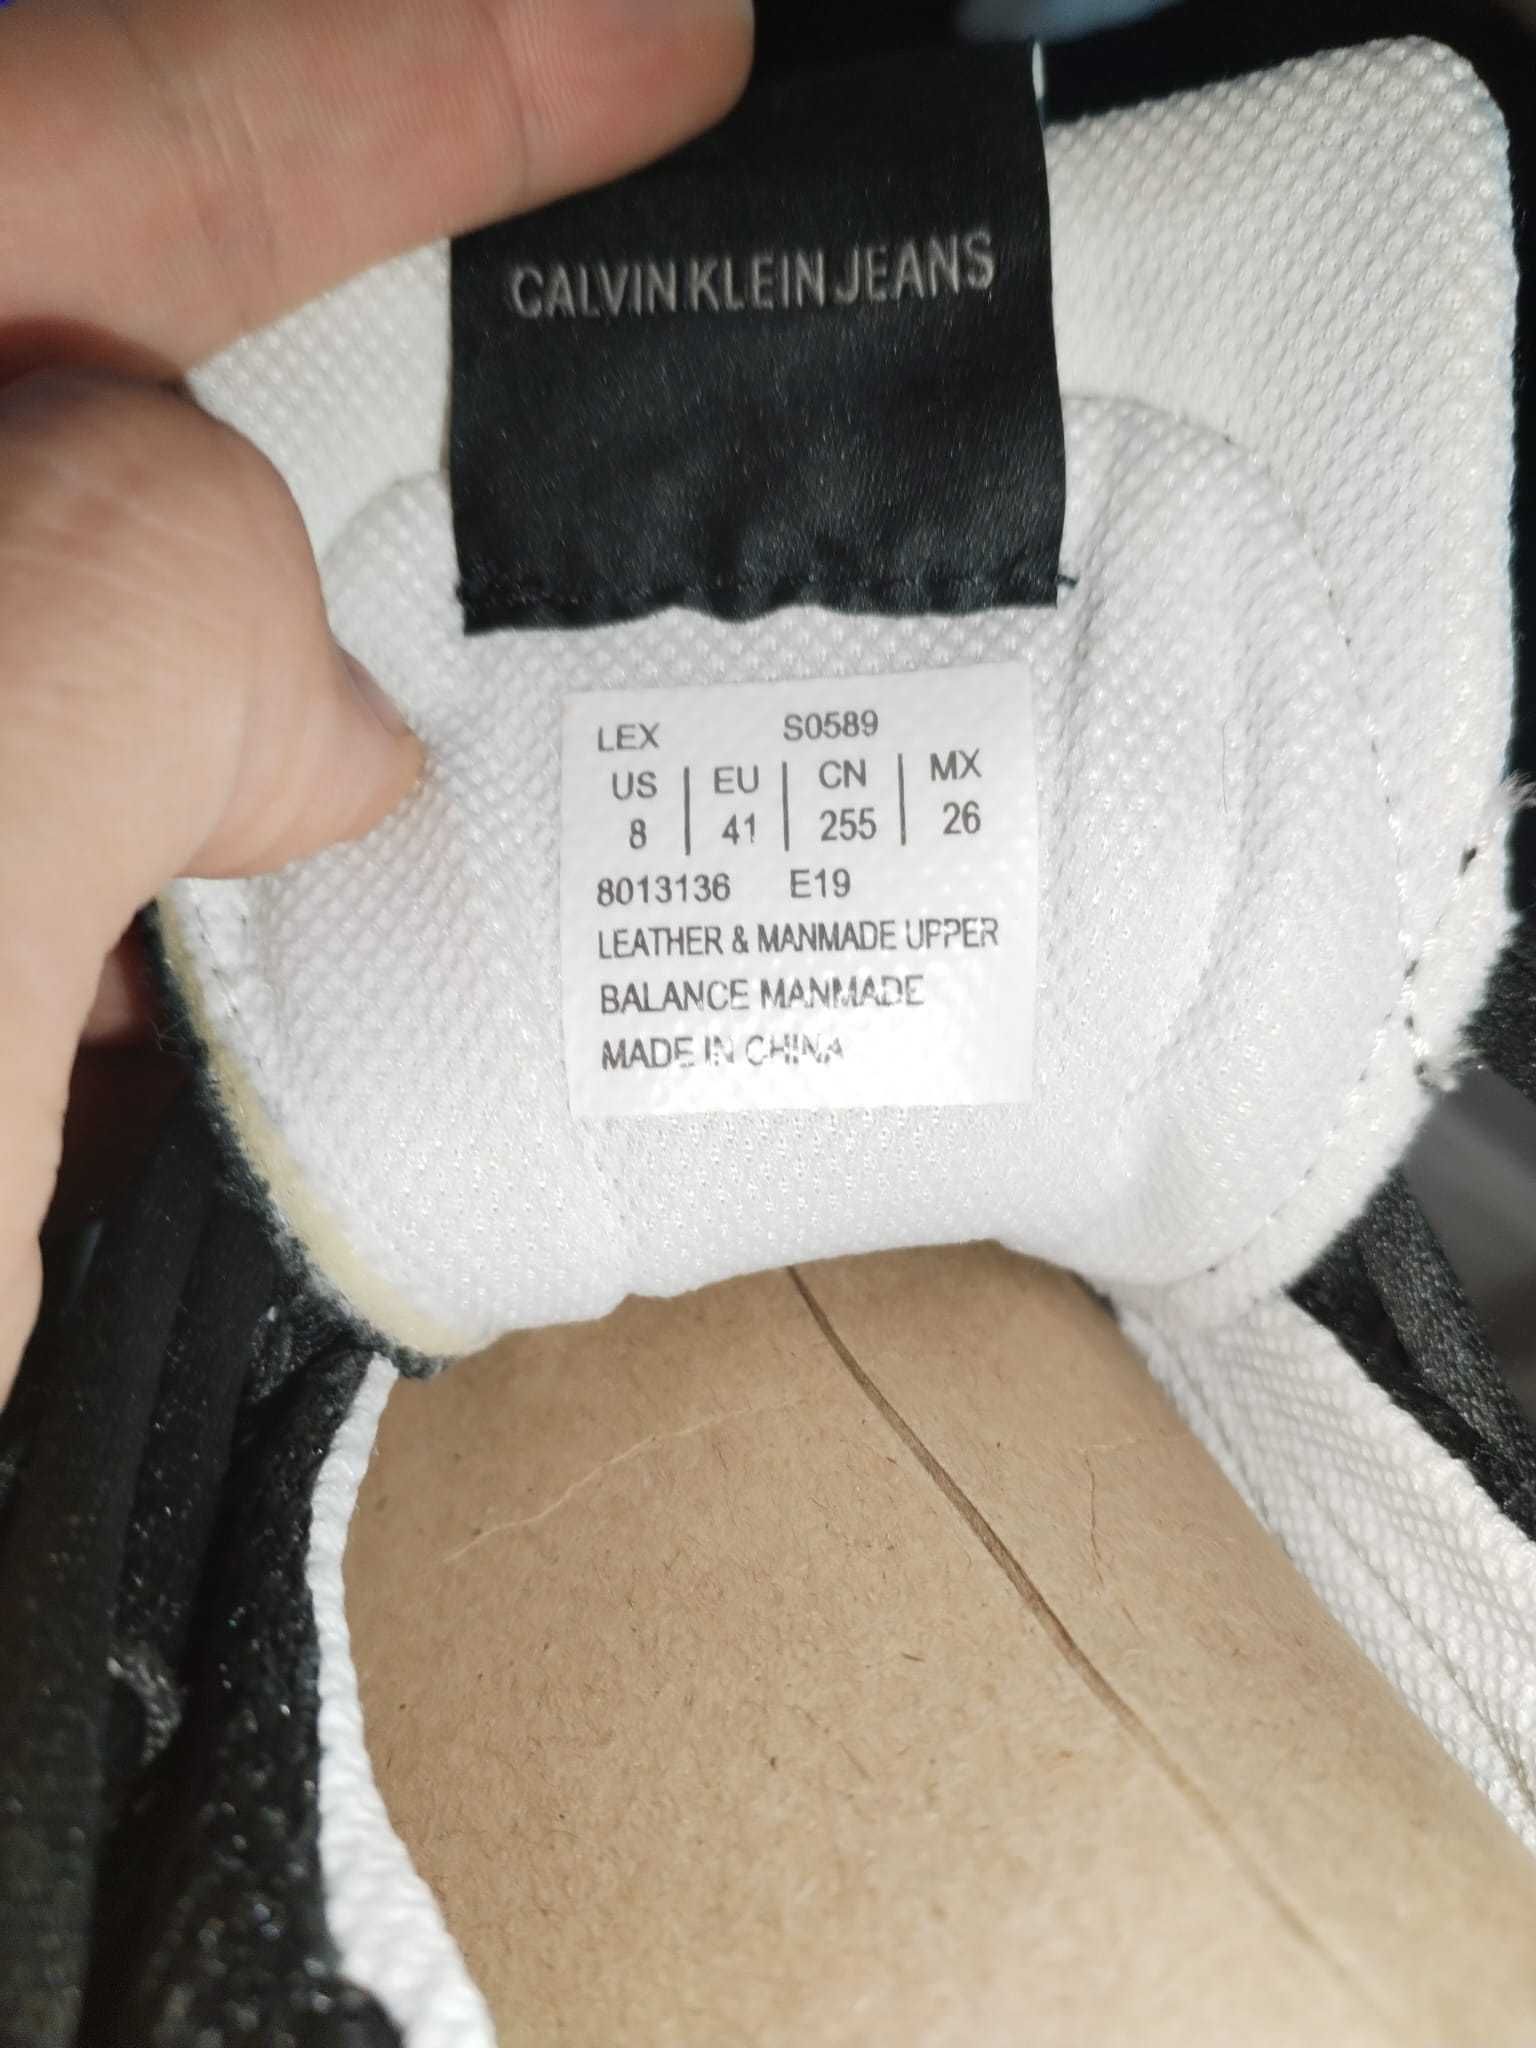 CALVIN KLEIN JEANS
LEX S0589
US | EU | CN | MX
8 | 41 | 255 | 26
8013136 E19
LEATHER & MANMADE UPPER
BALANCE MANMADE
MADE IN CHINA